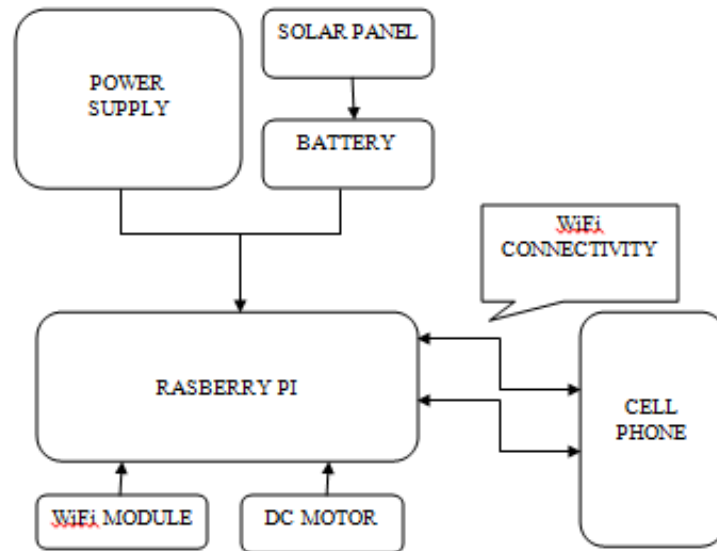 POWER
SUPPLY
SOLAR PANEL
BATTERY
WiFi
CONNECTIVITY
RASBERRY PI
CELL
PHONE
WiFi MODULE
DC MOTOR